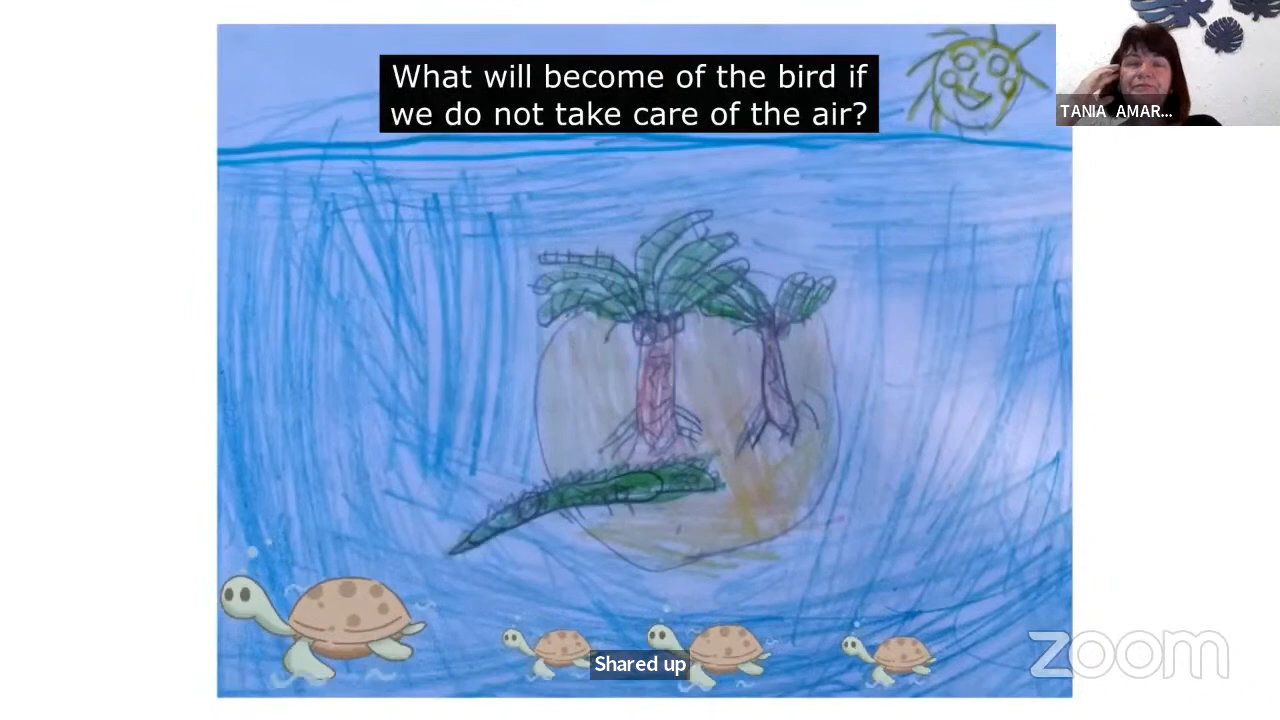 What will become of the bird if
we do not take care of the air?
TANIA AMAR...
Shared up
zoom